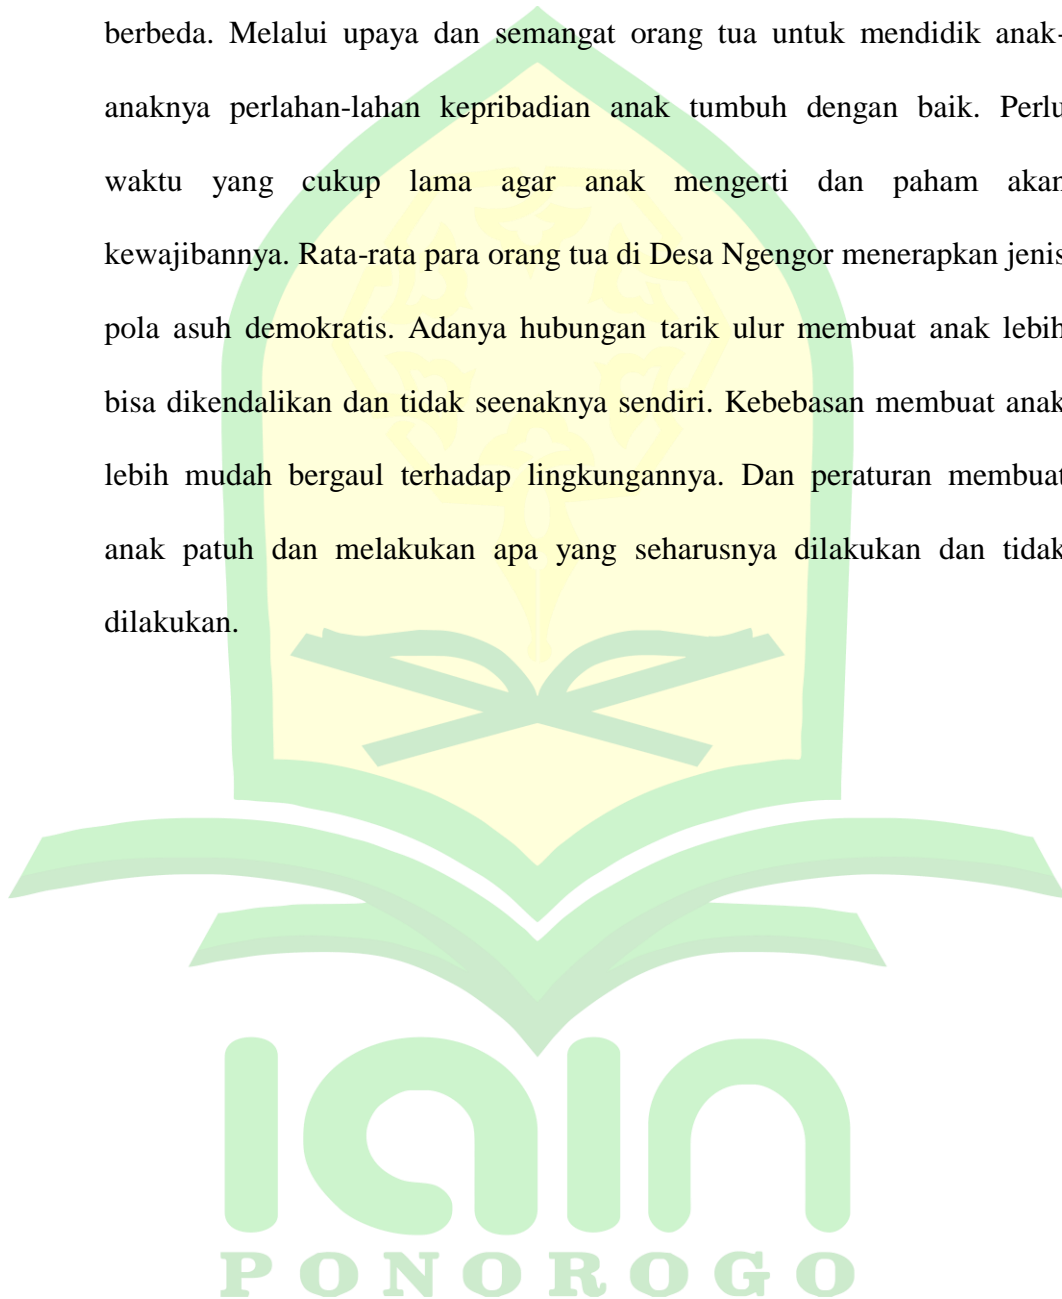 berbeda. Melalui upaya dan semangat orang tua untuk mendidik anak-
anaknya perlahan-lahan kepribadian anak tumbuh dengan baik. Perlu
waktu yang cukup lama agar anak mengerti dan paham akan
kewajibannya. Rata-rata para orang tua di Desa Ngengor menerapkan jenis
pola asuh demokratis. Adanya hubungan tarik ulur membuat anak lebih
bisa dikendalikan dan tidak seenaknya sendiri. Kebebasan membuat anak
lebih mudah bergaul terhadap lingkungannya. Dan peraturan membuat
anak patuh dan melakukan apa yang seharusnya dilakukan dan tidak
dilakukan.
IAIN
PONOROGO